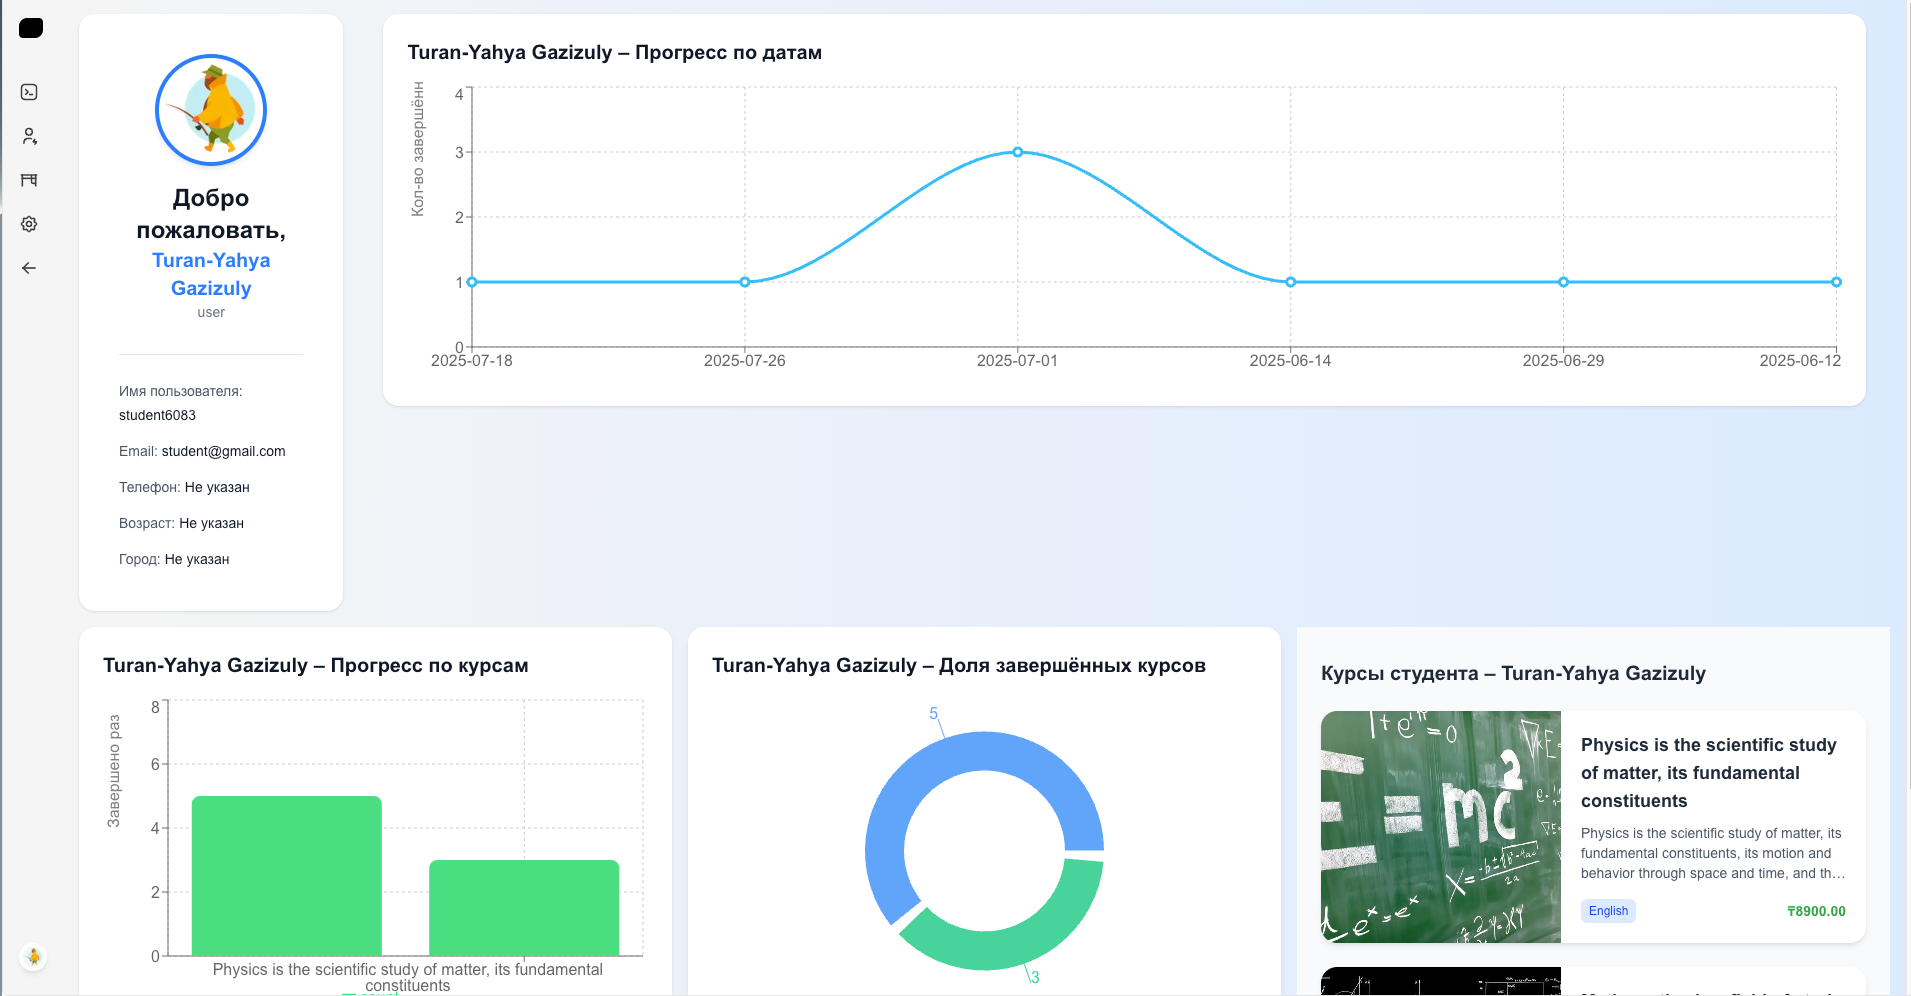 Добро
пожаловать,
Turan-Yahya
Gazizuly
user
Имя пользователя:
student6083
Email: student@gmail.com
Телефон: Не указан
Возраст: Не указан
Город: Не указан
Turan-Yahya Gazizuly – Прогресс по датам
Кол-во завершённ
4
3
2
1
0
2025-07-18
2025-07-26
2025-07-01
2025-06-14
2025-06-29
2025-06-12
Turan-Yahya Gazizuly – Прогресс по курсам
Завершено раз
8
6
4
2
0
Physics is the scientific study of matter, its fundamental
constituents
Turan-Yahya Gazizuly – Доля завершённых курсов
5
3
Курсы студента – Turan-Yahya Gazizuly
Physics is the scientific study
of matter, its fundamental
constituents
Physics is the scientific study of matter, its
fundamental constituents, its motion and
behavior through space and time, and th…
English
₸8900.00